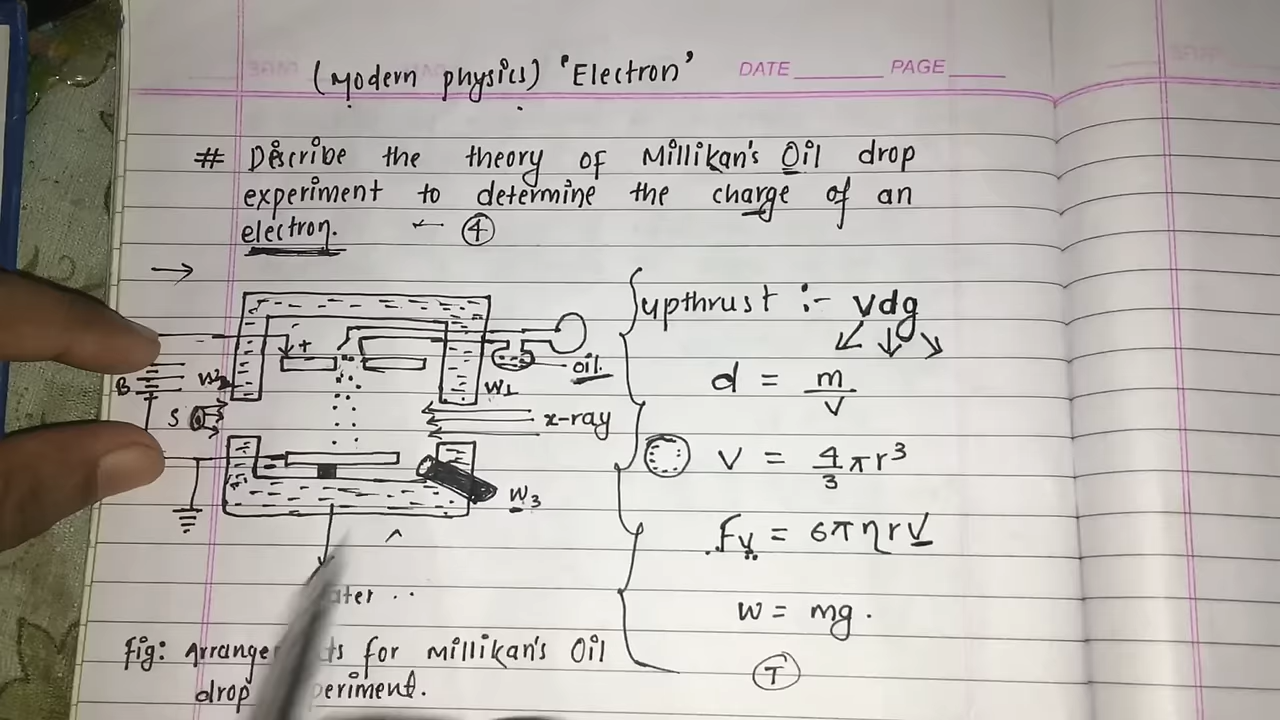 (Modern physics) 'Electron'
DATE PAGE
# Describe the theory of Millikan's Oil drop
experiment to determine the charge of an
electron. ← 4
→
+
oil
B
W2
W1
S
x-ray
W3
fig: Arrangements for Millikan's Oil
drop experiment.
upthrust :- vdg
d = m/v
V = 4/3 πr³
Fv = 6πηrV
w = mg.
T